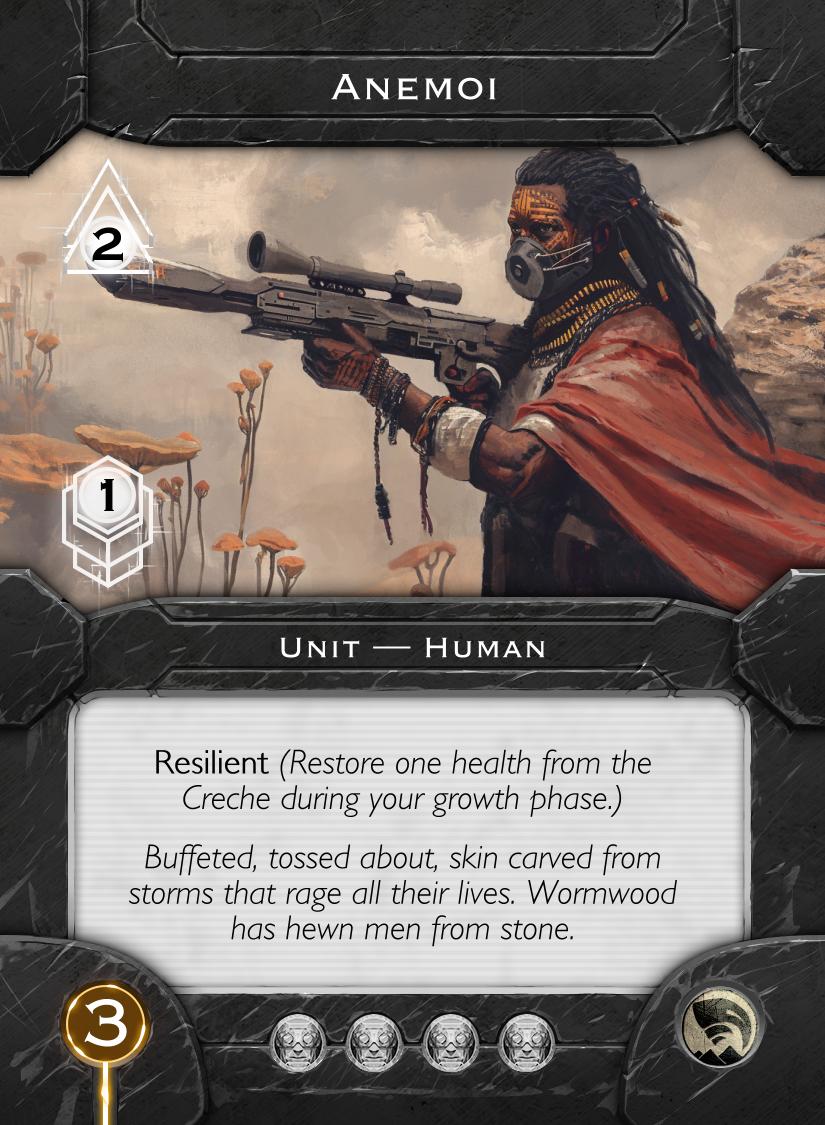 Anemoi
2
1
Unit — Human
Resilient (Restore one health from the
Creche during your growth phase.)
Buffeted, tossed about, skin carved from
storms that rage all their lives. Wormwood
has hewn men from stone.
3